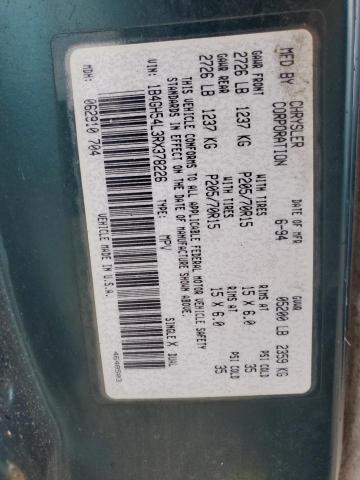 MFD BY CHRYSLER CORPORATION
DATE OF MFR 6-94
GVWR 05200 LB 2359 KG
GAWR FRONT 2726 LB 1237 KG
TIRES P205/70R15
RIMS AT 15 X 6.0
PSI COLD 35
GAWR REAR 2726 LB 1237 KG
TIRES P205/70R15
RIMS AT 15 X 6.0
PSI COLD 35
THIS VEHICLE CONFORMS TO ALL APPLICABLE FEDERAL MOTOR VEHICLE SAFETY
STANDARDS IN EFFECT ON THE DATE OF MANUFACTURE SHOWN ABOVE.
1B4GH54L3RX378226
TYPE: MPV
SINGLE X DUAL
MDH: 062910 704
VEHICLE MADE IN U.S.A.
4648503